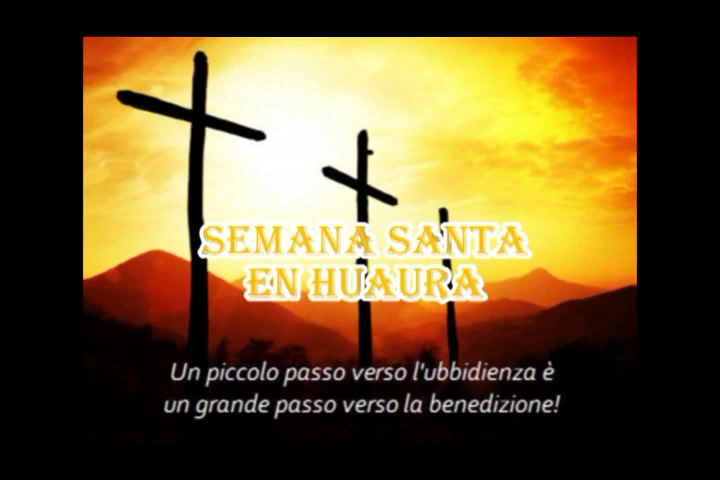 SEMANA SANTA
EN HUAURA
Un piccolo passo verso l'ubbidienza è
un grande passo verso la benedizione!